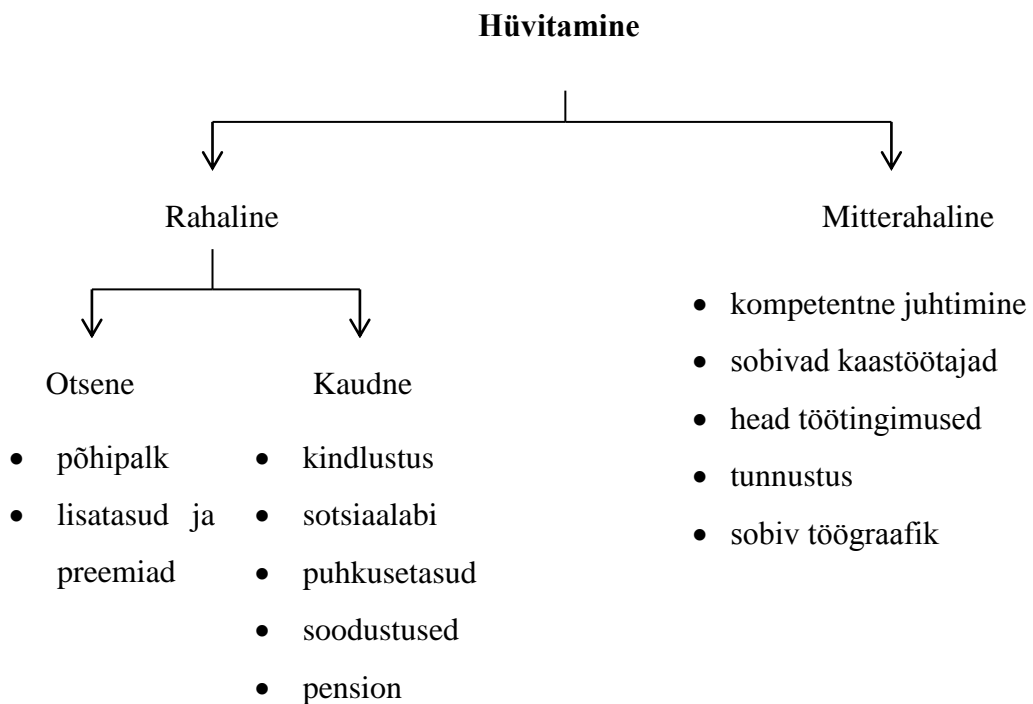 Hüvitamine
Rahaline
Mitterahaline
Otsene
Kaudne
• põhipalk
• lisatasud ja
preemiad
• kindlustus
• sotsiaalabi
• puhkusetasud
• soodustused
• pension
• kompetentne juhtimine
• sobivad kaastöötajad
• head töötingimused
• tunnustus
• sobiv töögraafik